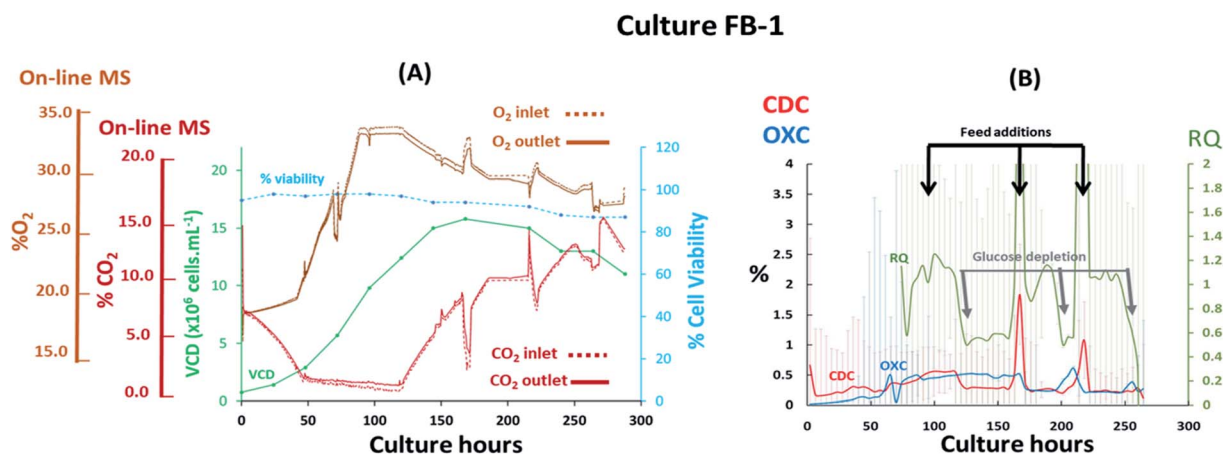 Culture FB-1
On-line MS
(A)
35.0
30.0
25.0
20.0
15.0
%O2
On-line MS
20.0
15.0
10.0
5.0
0.0
% CO2
20
15
10
5
0
VCD (x10⁶ cells.mL⁻¹)
O2 inlet
O2 outlet
% viability
VCD
CO2 inlet
CO2 outlet
120
100
80
60
40
20
0
% Cell Viability
0 50 100 150 200 250 300
Culture hours
(B)
CDC
OXC
RQ
Feed additions
4
3.5
3
2.5
2
1.5
1
0.5
0
%
RQ
Glucose depletion
CDC
OXC
2
1.8
1.6
1.4
1.2
1
0.8
0.6
0.4
0.2
0
0 50 100 150 200 250 300
Culture hours